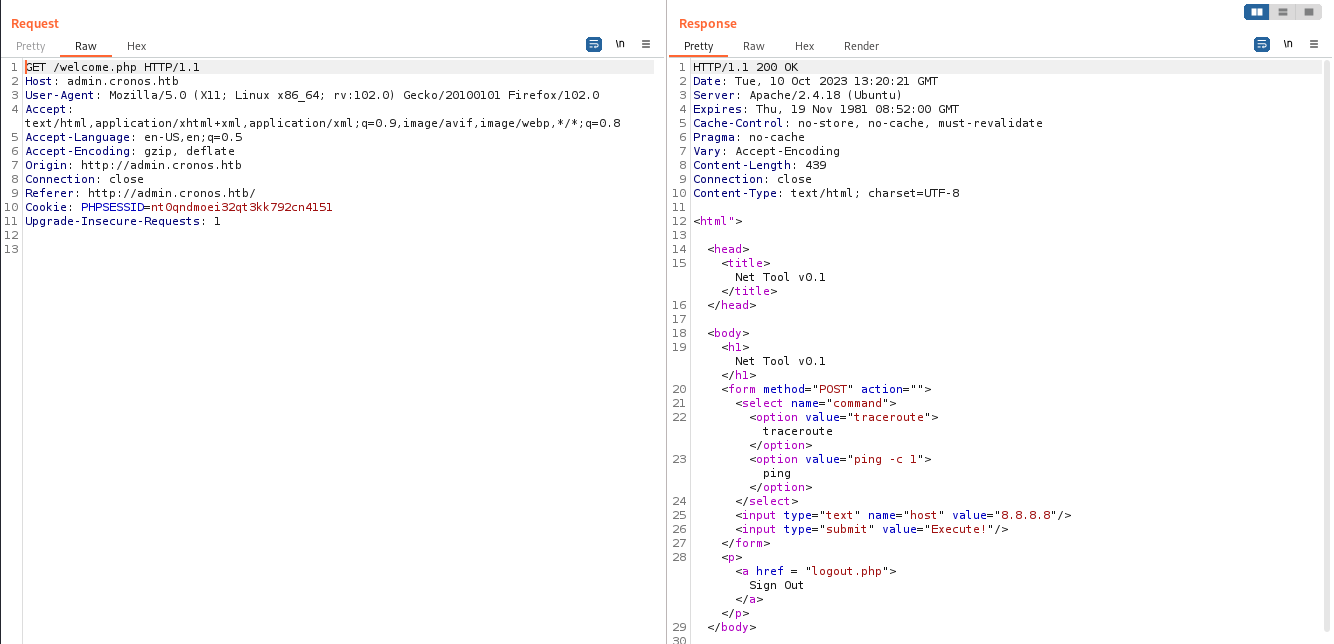 Request
Pretty Raw Hex \n
1 GET /welcome.php HTTP/1.1
2 Host: admin.cronos.htb
3 User-Agent: Mozilla/5.0 (X11; Linux x86_64; rv:102.0) Gecko/20100101 Firefox/102.0
4 Accept:
text/html,application/xhtml+xml,application/xml;q=0.9,image/avif,image/webp,*/*;q=0.8
5 Accept-Language: en-US,en;q=0.5
6 Accept-Encoding: gzip, deflate
7 Origin: http://admin.cronos.htb
8 Connection: close
9 Referer: http://admin.cronos.htb/
10 Cookie: PHPSESSID=nt0qndmoei32qt3kk792cn4151
11 Upgrade-Insecure-Requests: 1
12
13
Response
Pretty Raw Hex Render \n
1 HTTP/1.1 200 OK
2 Date: Tue, 10 Oct 2023 13:20:21 GMT
3 Server: Apache/2.4.18 (Ubuntu)
4 Expires: Thu, 19 Nov 1981 08:52:00 GMT
5 Cache-Control: no-store, no-cache, must-revalidate
6 Pragma: no-cache
7 Vary: Accept-Encoding
8 Content-Length: 439
9 Connection: close
10 Content-Type: text/html; charset=UTF-8
11
12 <html">
13
14 <head>
15 <title>
Net Tool v0.1
</title>
16 </head>
17
18 <body>
19 <h1>
Net Tool v0.1
</h1>
20 <form method="POST" action="">
21 <select name="command">
22 <option value="traceroute">
traceroute
</option>
23 <option value="ping -c 1">
ping
</option>
24 </select>
25 <input type="text" name="host" value="8.8.8.8"/>
26 <input type="submit" value="Execute!"/>
27 </form>
28 <p>
<a href = "logout.php">
Sign Out
</a>
</p>
29 </body>
30